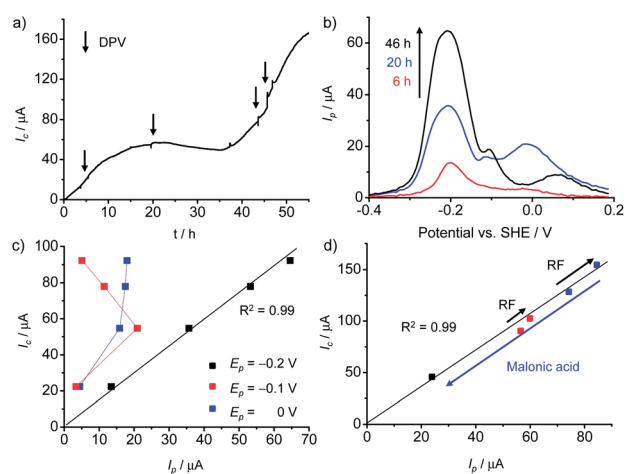 a)
DPV
I_c / μA
160
120
80
40
0
0 10 20 30 40 50
t / h
b)
46 h
20 h
6 h
I_p / μA
60
40
20
0
-0.4 -0.2 0.0 0.2
Potential vs. SHE / V
c)
I_c / μA
100
80
60
40
20
0
R² = 0.99
E_p = –0.2 V
E_p = –0.1 V
E_p = 0 V
0 10 20 30 40 50 60 70
I_p / μA
d)
I_c / μA
150
100
50
0
RF
RF
R² = 0.99
Malonic acid
0 20 40 60 80
I_p / μA